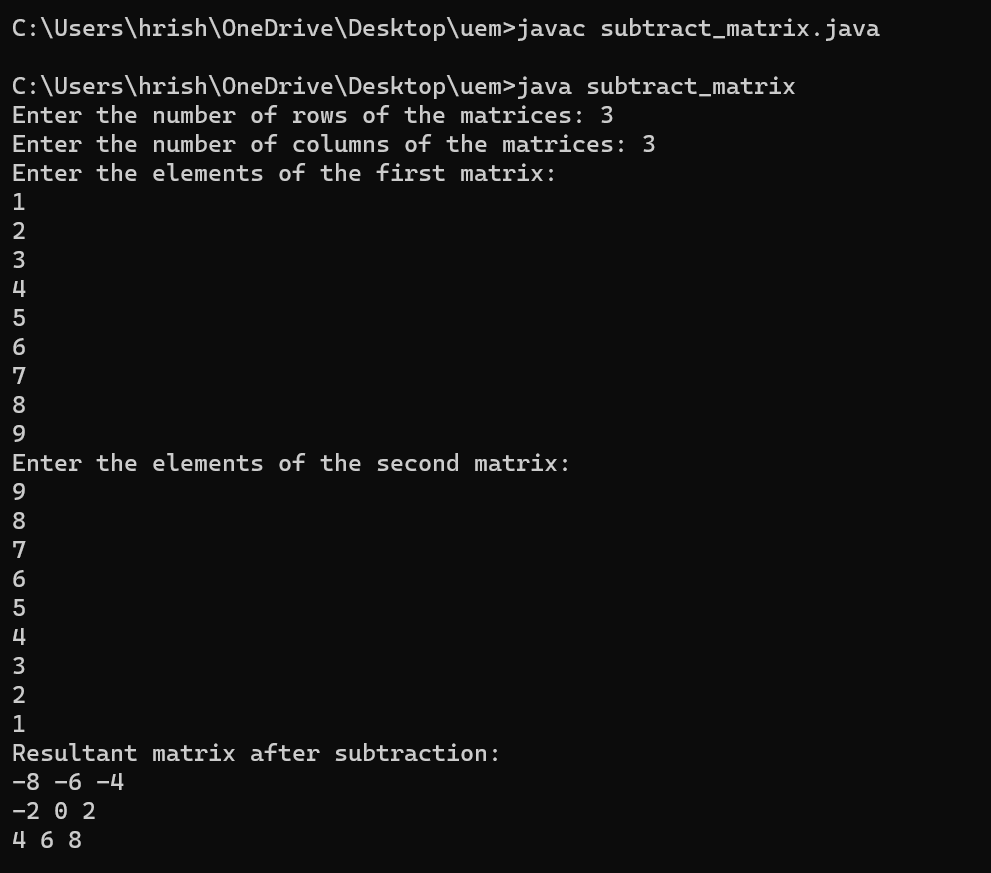 C:\Users\hrish\OneDrive\Desktop\uem>javac subtract_matrix.java
C:\Users\hrish\OneDrive\Desktop\uem>java subtract_matrix
Enter the number of rows of the matrices: 3
Enter the number of columns of the matrices: 3
Enter the elements of the first matrix:
1
2
3
4
5
6
7
8
9
Enter the elements of the second matrix:
9
8
7
6
5
4
3
2
1
Resultant matrix after subtraction:
-8 -6 -4
-2 0 2
4 6 8